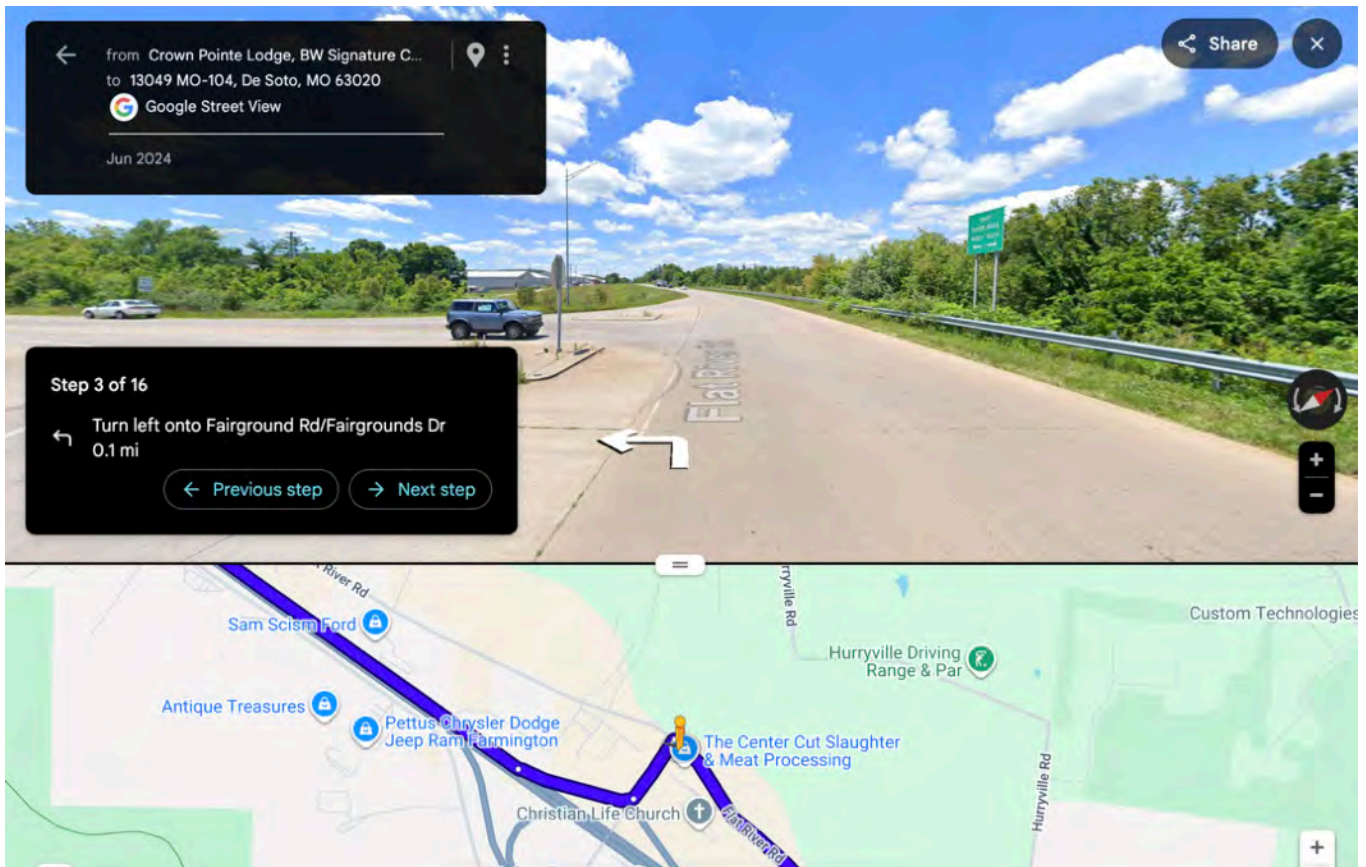 from Crown Pointe Lodge, BW Signature C...
to 13049 MO-104, De Soto, MO 63020
Google Street View
Jun 2024
Share
Flat River
Step 3 of 16
Turn left onto Fairground Rd/Fairgrounds Dr
0.1 mi
Previous step
Next step
River Rd
Sam Scism Ford
Antique Treasures
Pettus Chrysler Dodge
Jeep Ram Farmington
Hurryville Driving
Range & Par
Custom Technologies
The Center Cut Slaughter
& Meat Processing
Christian Life Church
Flat River Rd
rryville Rd
Hurryville Rd